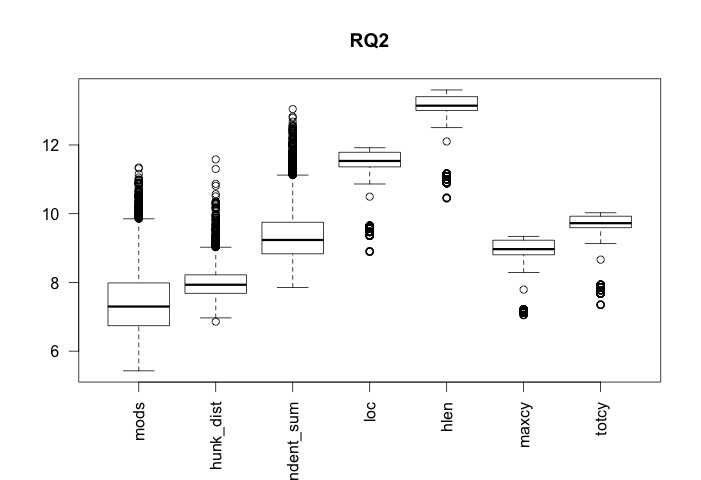 RQ2
12
10
8
6
mods
hunk_dist
ndent_sum
loc
hlen
maxcy
totcy